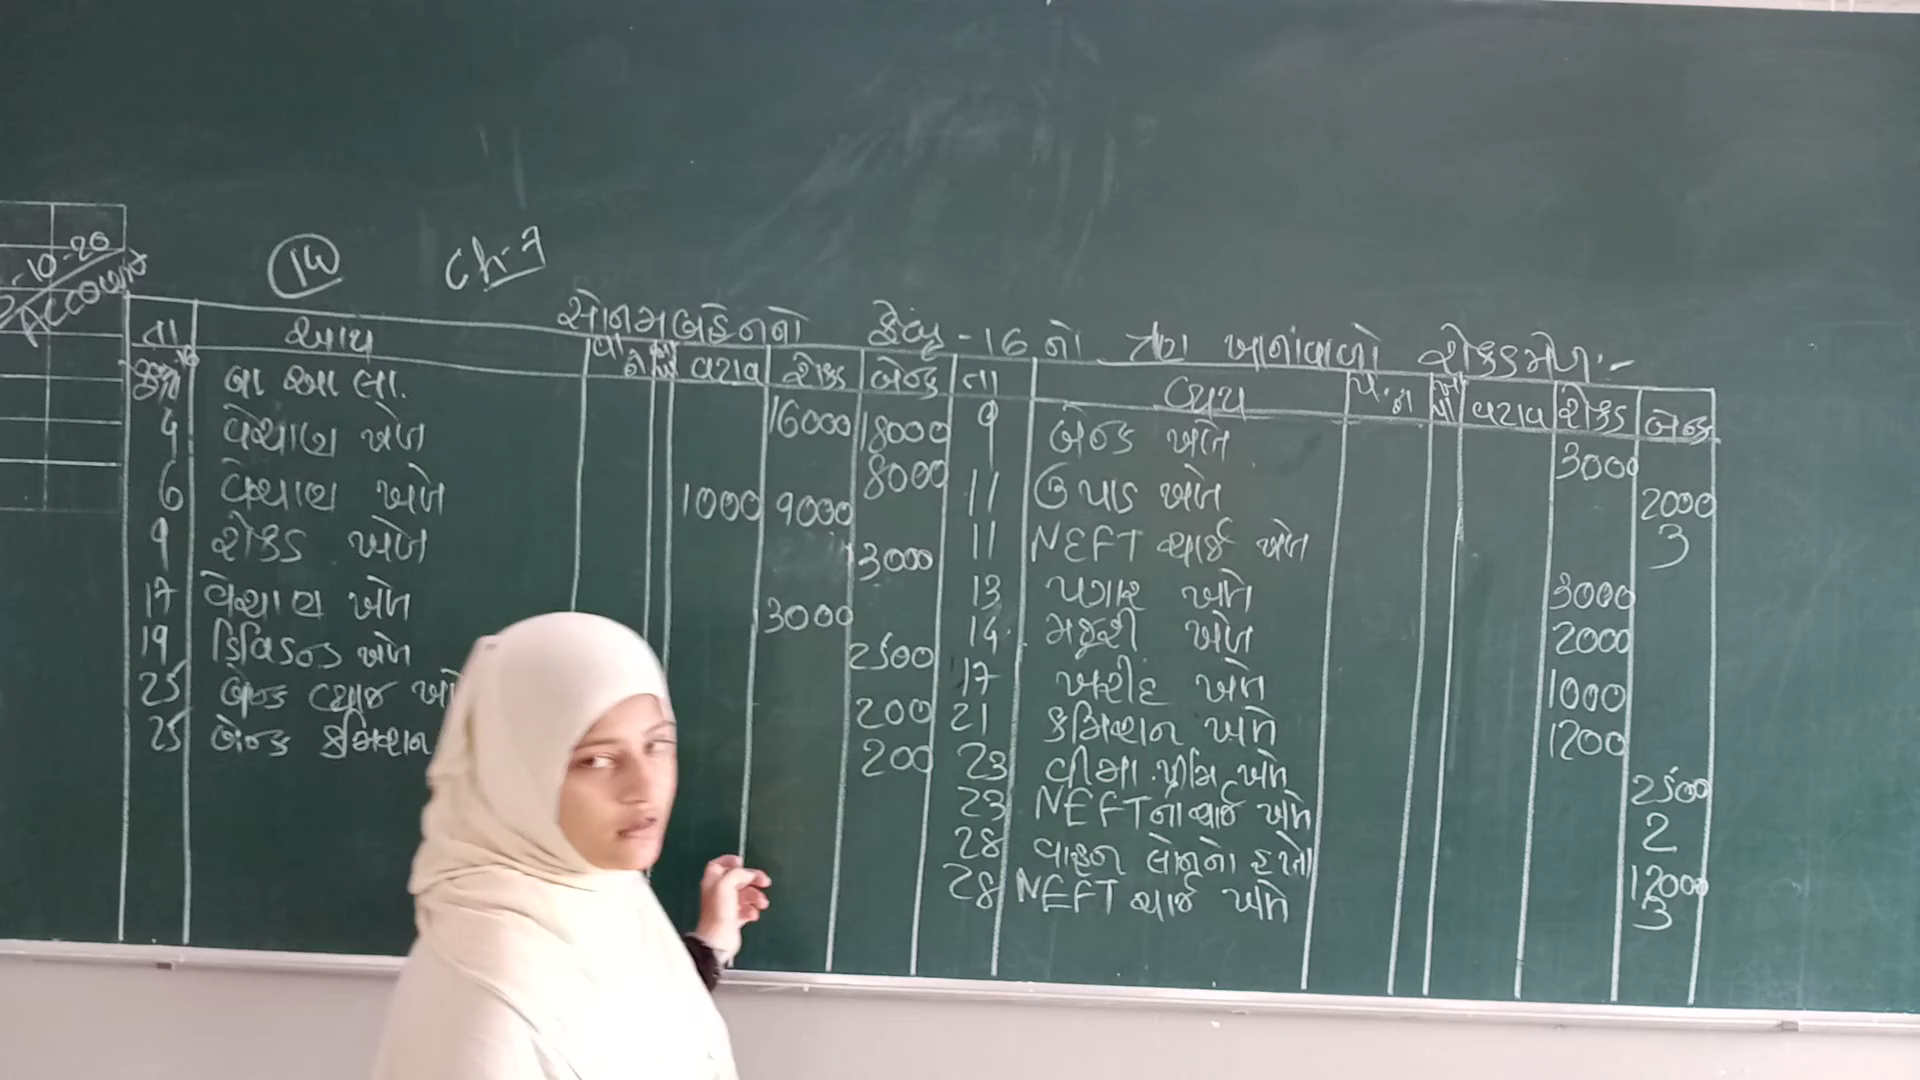 -10-20
Account
14 Ch-7
સોનમબહેનનો ફેબ્રુ-16 નો ત્રણ ખાનાંવાળો રોકડમેળ:-
તા આવ વટાવ રોકડ બેન્ક તા વ્યય વટાવ રોકડ બેન્ક
બા આ લા. 16000 18000
9 બેન્ક ખાતે 3000
4 વેચાણ ખાતે 8000
11 ઉપાડ ખાતે 2000
6 વેચાણ ખાતે 1000 9000
11 NEFT ચાર્જ ખાતે 3
9 રોકડ ખાતે 3000
13 પગાર ખાતે 3000
17 વેચાણ ખાતે 3000
14 મજૂરી ખાતે 2000
19 ડિવિડન્ડ ખાતે 2500
17 ખરીદ ખાતે 1000
25 બેન્ક વ્યાજ 200
21 કમિશન ખાતે 1200
25 બેન્ક કમિશન 200
23 વીમા પ્રીમિ ખાતે 2500
23 NEFTના ચાર્જ ખાતે 2
28 વાહન લોનનો હપ્તો 12000
28 NEFT ચાર્જ ખાતે 3